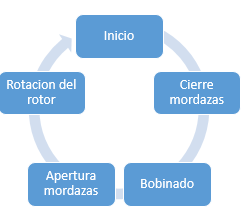 Inicio
Cierre
mordazas
Bobinado
Apertura
mordazas
Rotacion del
rotor